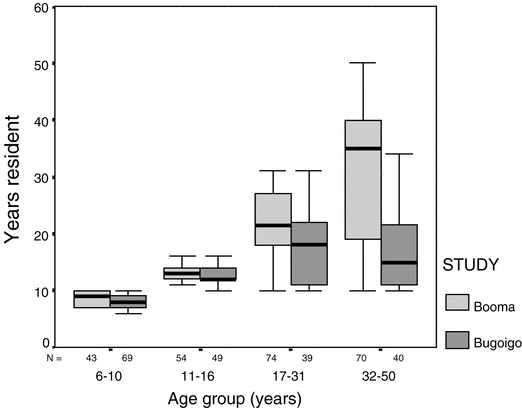 60
50
40
30
20
10
0
Years resident
N = 43 69 54 49 74 39 70 40
6-10 11-16 17-31 32-50
Age group (years)
STUDY
Booma
Bugoigo